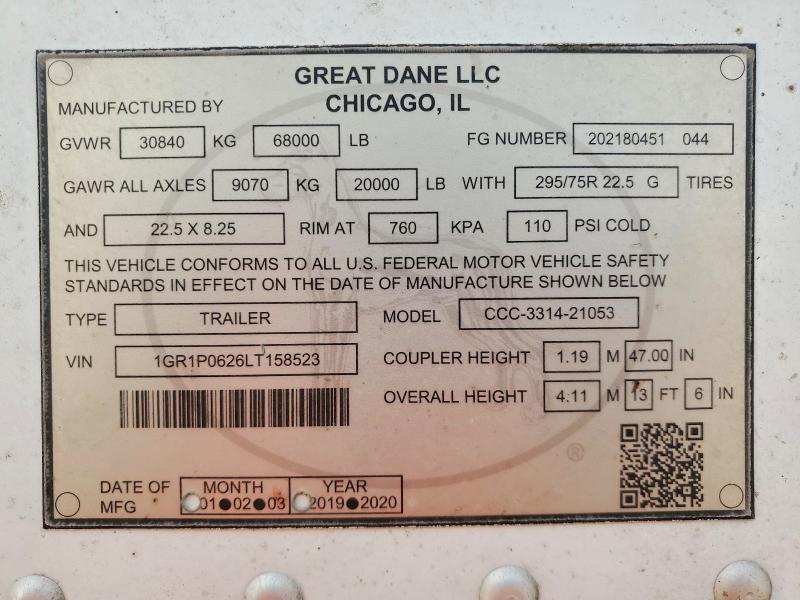 GREAT DANE LLC
MANUFACTURED BY CHICAGO, IL
GVWR 30840 KG 68000 LB FG NUMBER 202180451 044
GAWR ALL AXLES 9070 KG 20000 LB WITH 295/75R 22.5 G TIRES
AND 22.5 X 8.25 RIM AT 760 KPA 110 PSI COLD
THIS VEHICLE CONFORMS TO ALL U.S. FEDERAL MOTOR VEHICLE SAFETY
STANDARDS IN EFFECT ON THE DATE OF MANUFACTURE SHOWN BELOW
TYPE TRAILER MODEL CCC-3314-21053
VIN 1GR1P0626LT158523 COUPLER HEIGHT 1.19 M 47.00 IN
OVERALL HEIGHT 4.11 M 13 FT 6 IN
®
DATE OF MFG MONTH YEAR
01 02 03 2019 2020